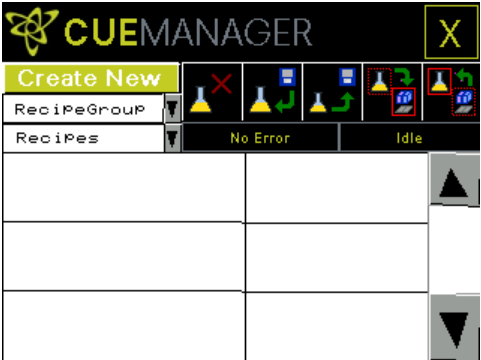 CUEMANAGER X
Create New
RecipeGroup
Recipes No Error Idle